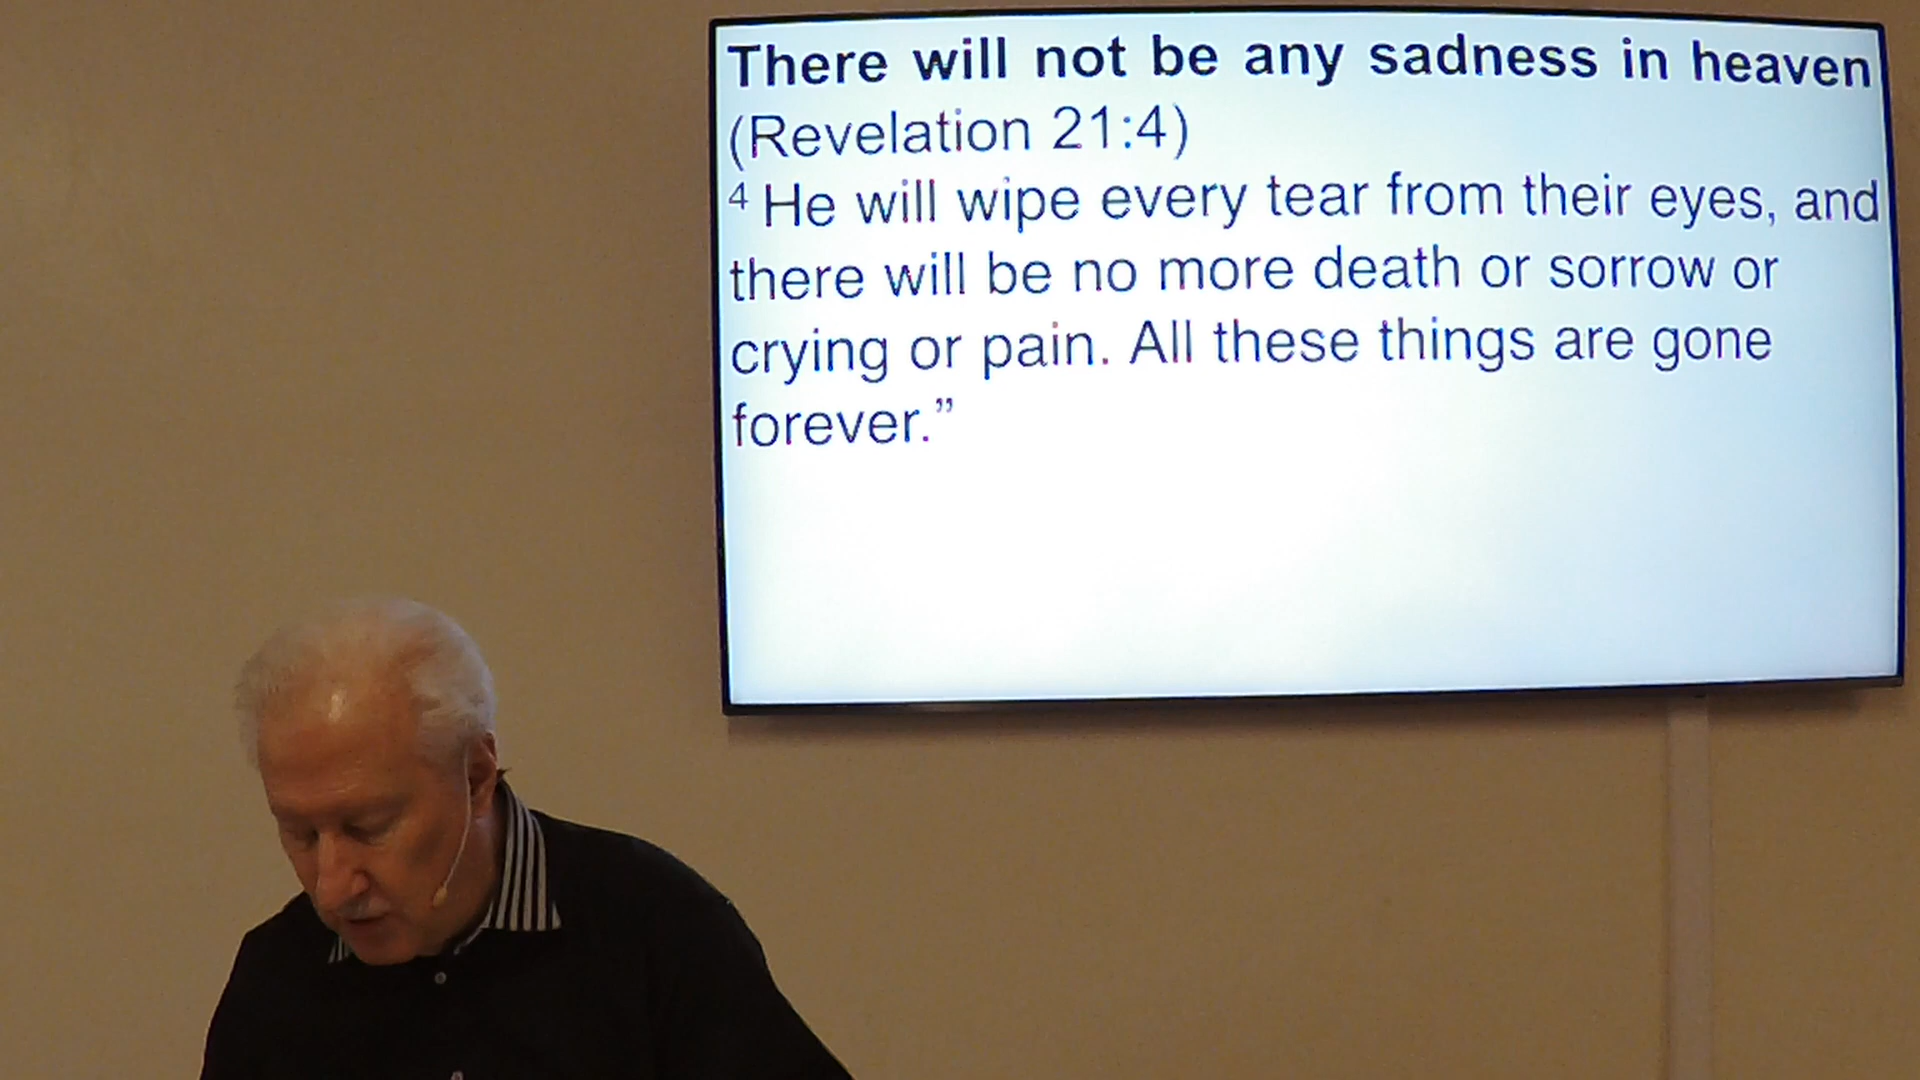 There will not be any sadness in heaven
(Revelation 21:4)
4 He will wipe every tear from their eyes, and
there will be no more death or sorrow or
crying or pain. All these things are gone
forever.”